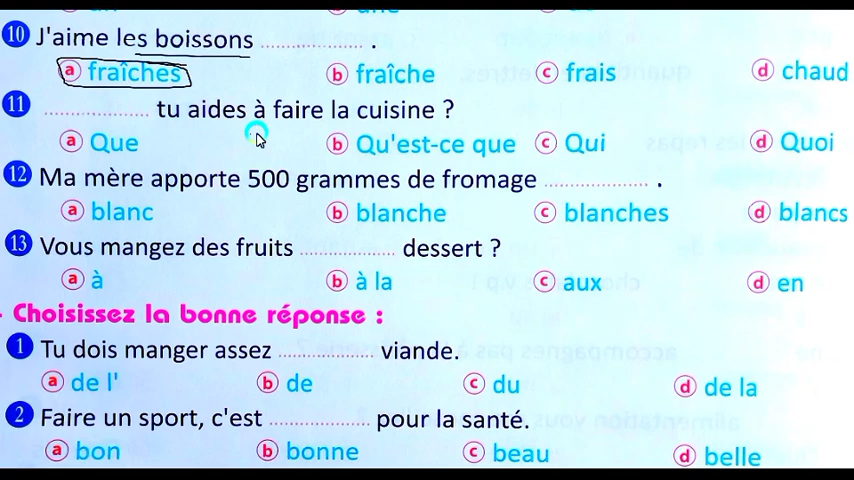 10 J'aime les boissons .................... .
a fraîches b fraîche c frais d chaud
11 .................... tu aides à faire la cuisine ?
a Que b Qu'est-ce que c Qui d Quoi
12 Ma mère apporte 500 grammes de fromage .................... .
a blanc b blanche c blanches d blancs
13 Vous mangez des fruits .................... dessert ?
a à b à la c aux d en
- Choisissez la bonne réponse :
1 Tu dois manger assez .................... viande.
a de l' b de c du d de la
2 Faire un sport, c'est .................... pour la santé.
a bon b bonne c beau d belle